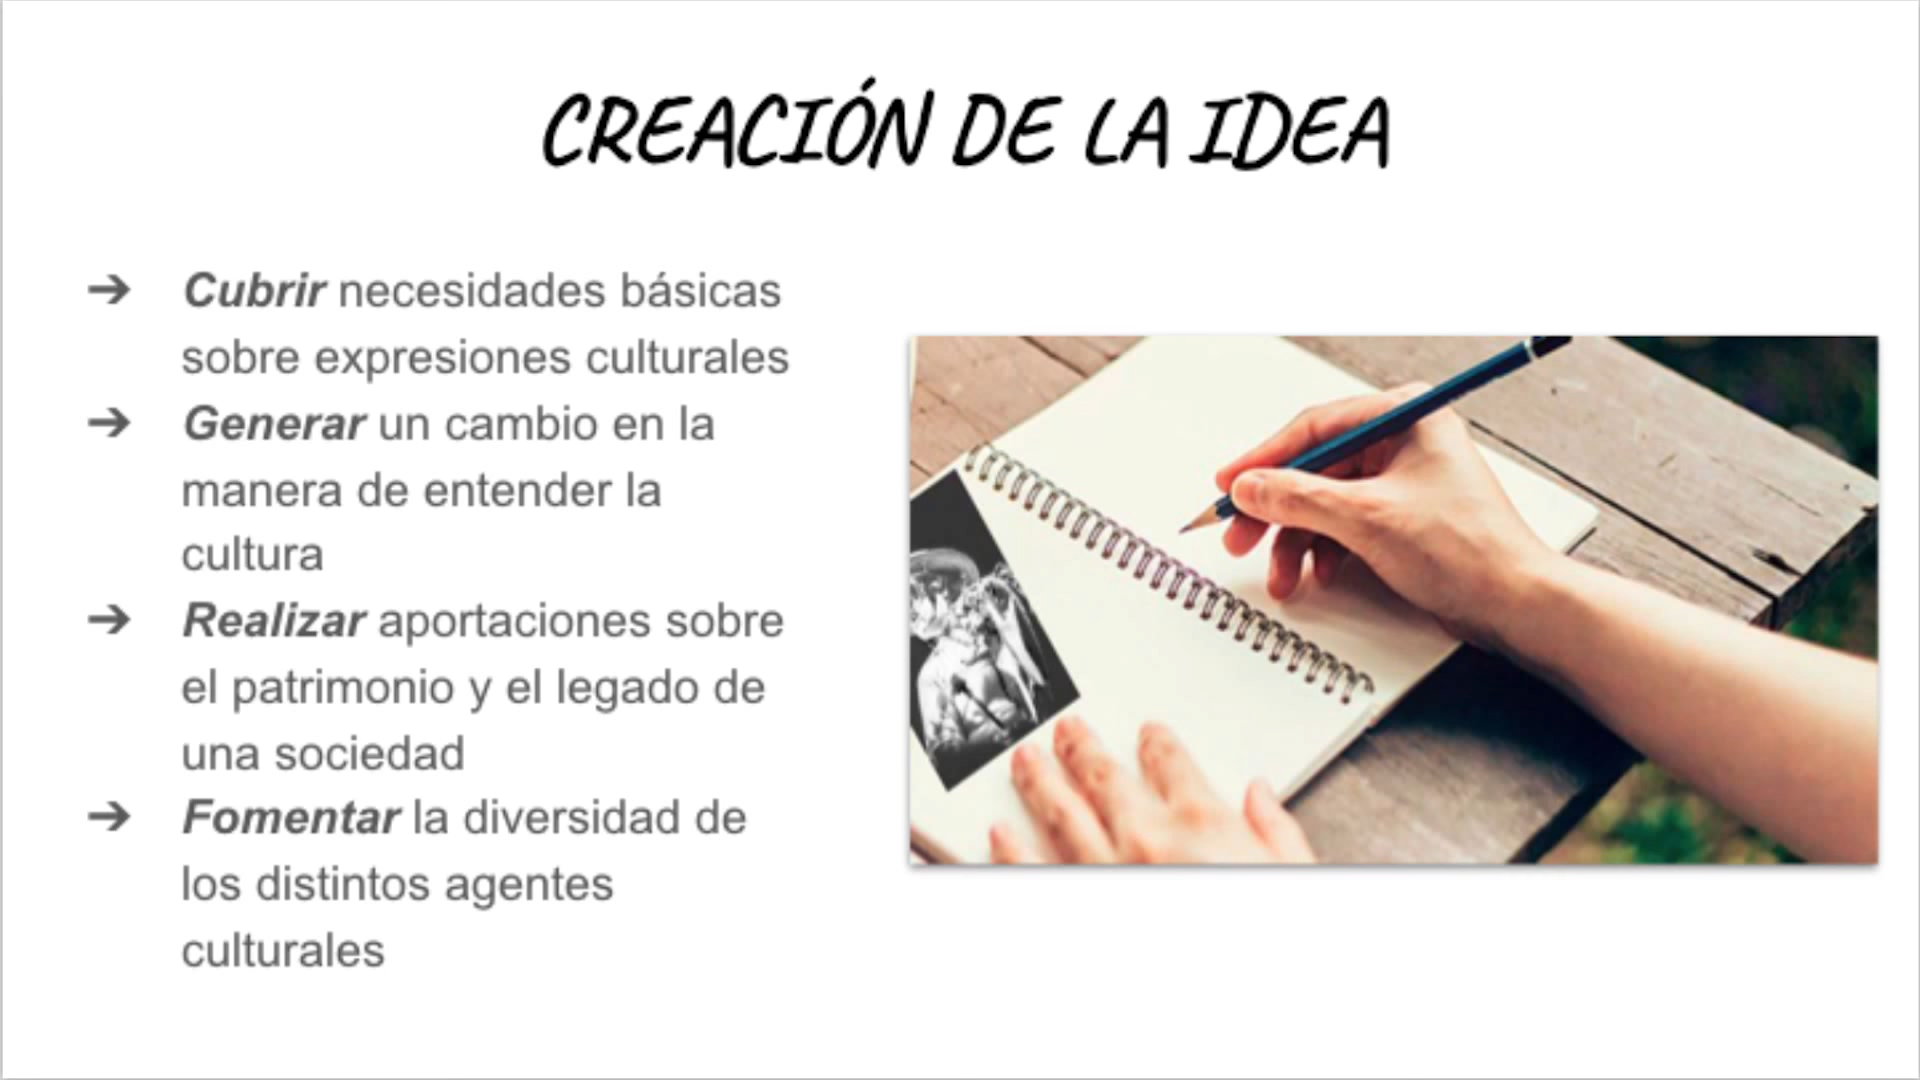 CREACIÓN DE LA IDEA
➔ Cubrir necesidades básicas
sobre expresiones culturales
➔ Generar un cambio en la
manera de entender la
cultura
➔ Realizar aportaciones sobre
el patrimonio y el legado de
una sociedad
➔ Fomentar la diversidad de
los distintos agentes
culturales